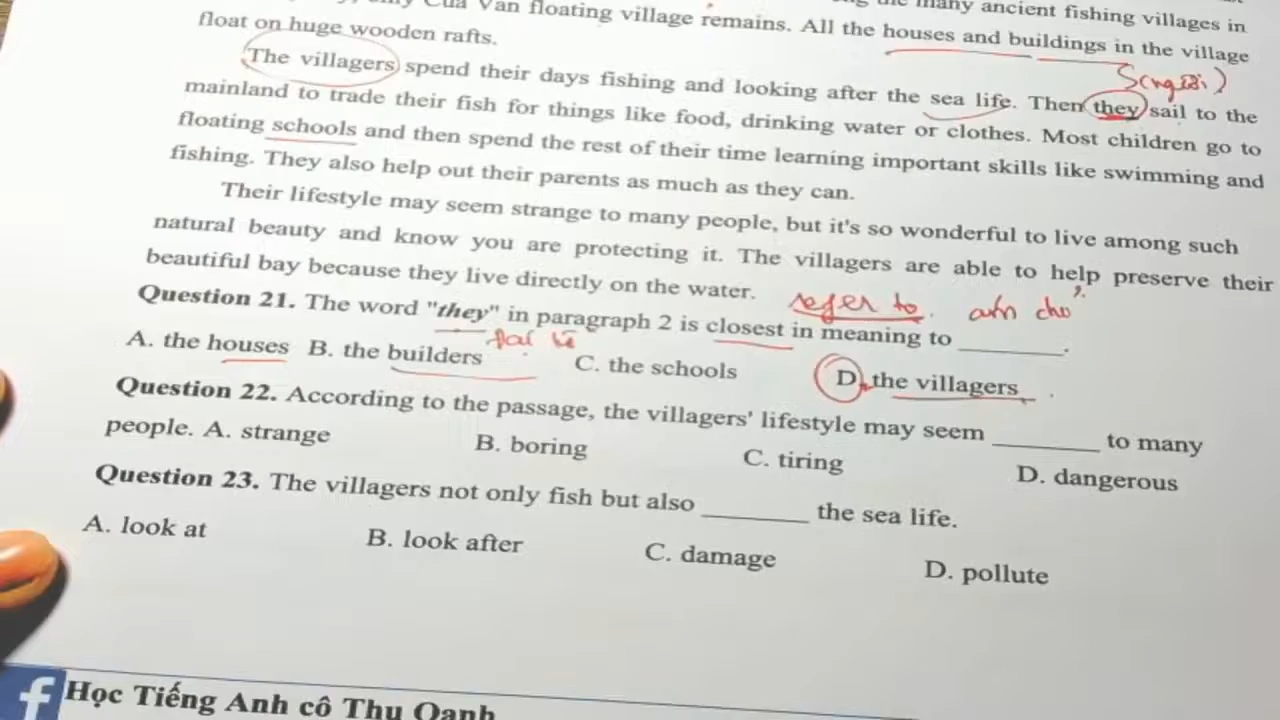 many ancient fishing villages in
Cua Van floating village remains. All the houses and buildings in the village
float on huge wooden rafts.
S(người)
The villagers spend their days fishing and looking after the sea life. Then they sail to the
mainland to trade their fish for things like food, drinking water or clothes. Most children go to
floating schools and then spend the rest of their time learning important skills like swimming and
fishing. They also help out their parents as much as they can.
Their lifestyle may seem strange to many people, but it's so wonderful to live among such
natural beauty and know you are protecting it. The villagers are able to help preserve their
beautiful bay because they live directly on the water.
refer to
Question 21. The word "they" in paragraph 2 is closest in meaning to ________.
A. the houses B. the builders C. the schools D. the villagers
Question 22. According to the passage, the villagers' lifestyle may seem ________ to many
people. A. strange B. boring C. tiring D. dangerous
Question 23. The villagers not only fish but also ________ the sea life.
A. look at B. look after C. damage D. pollute
f Học Tiếng Anh cô Thu Oanh